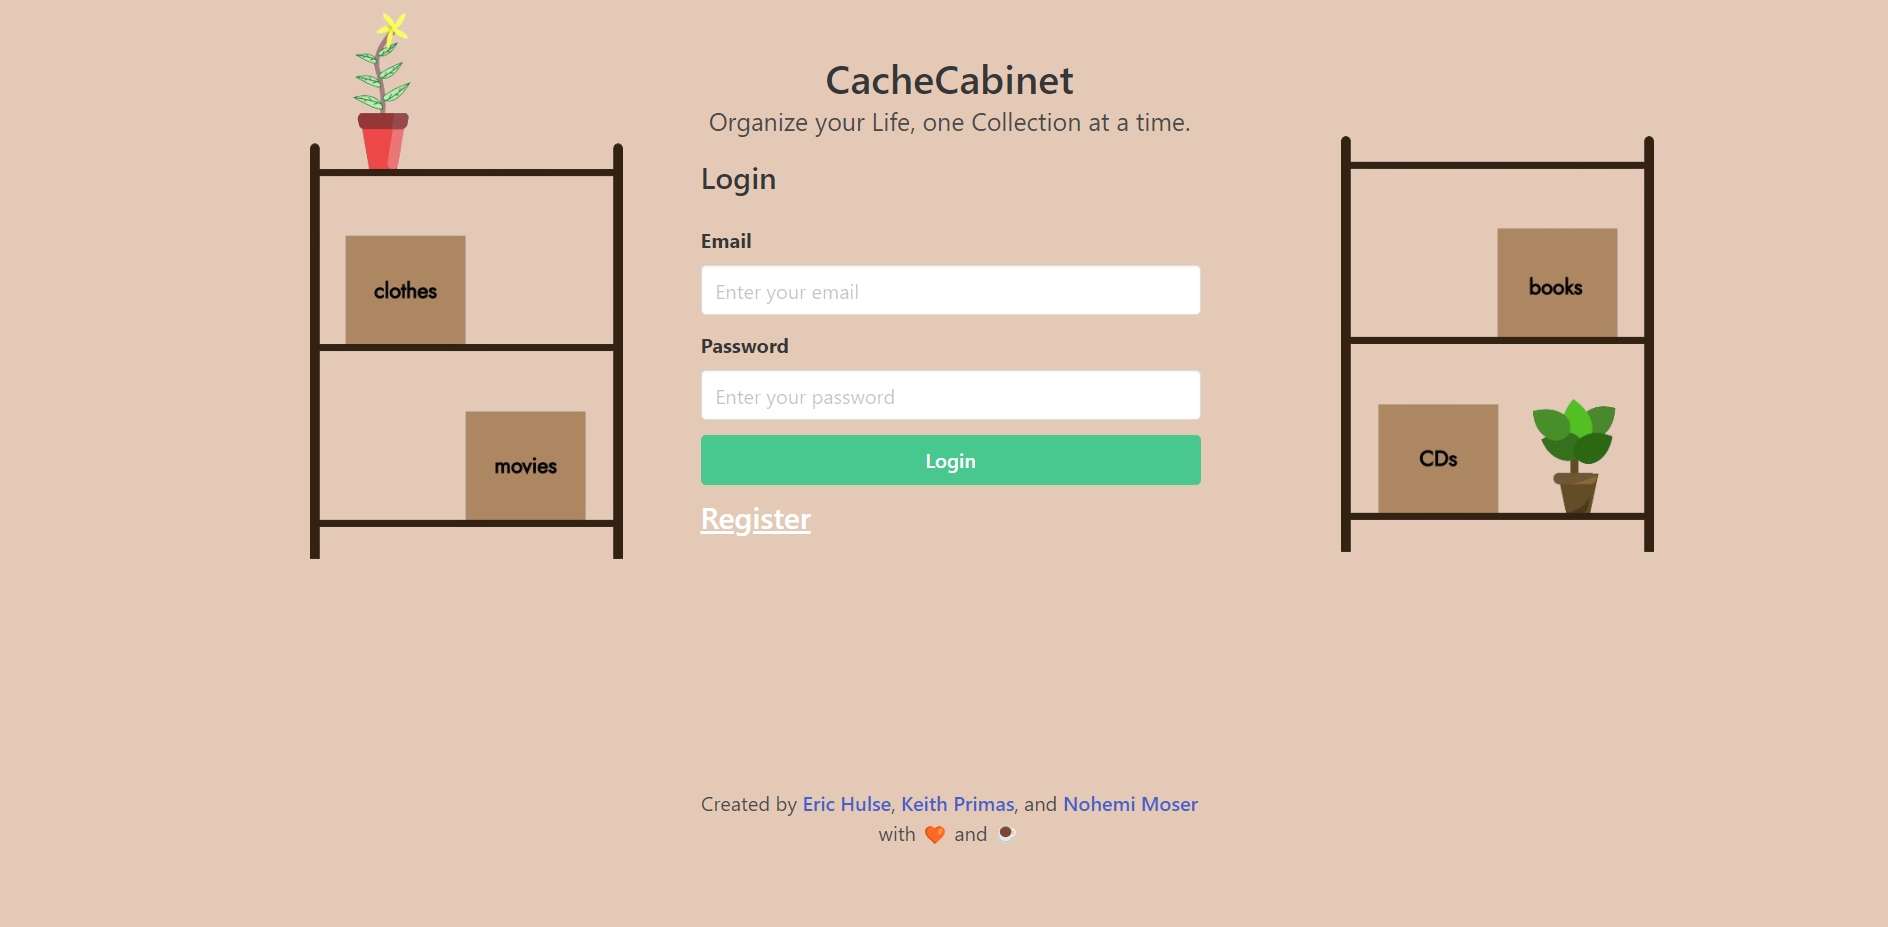 CacheCabinet
Organize your Life, one Collection at a time.
Login
Email
Enter your email
Password
Enter your password
Login
Register
clothes
movies
books
CDs
Created by Eric Hulse, Keith Primas, and Nohemi Moser
with ❤️ and ☕